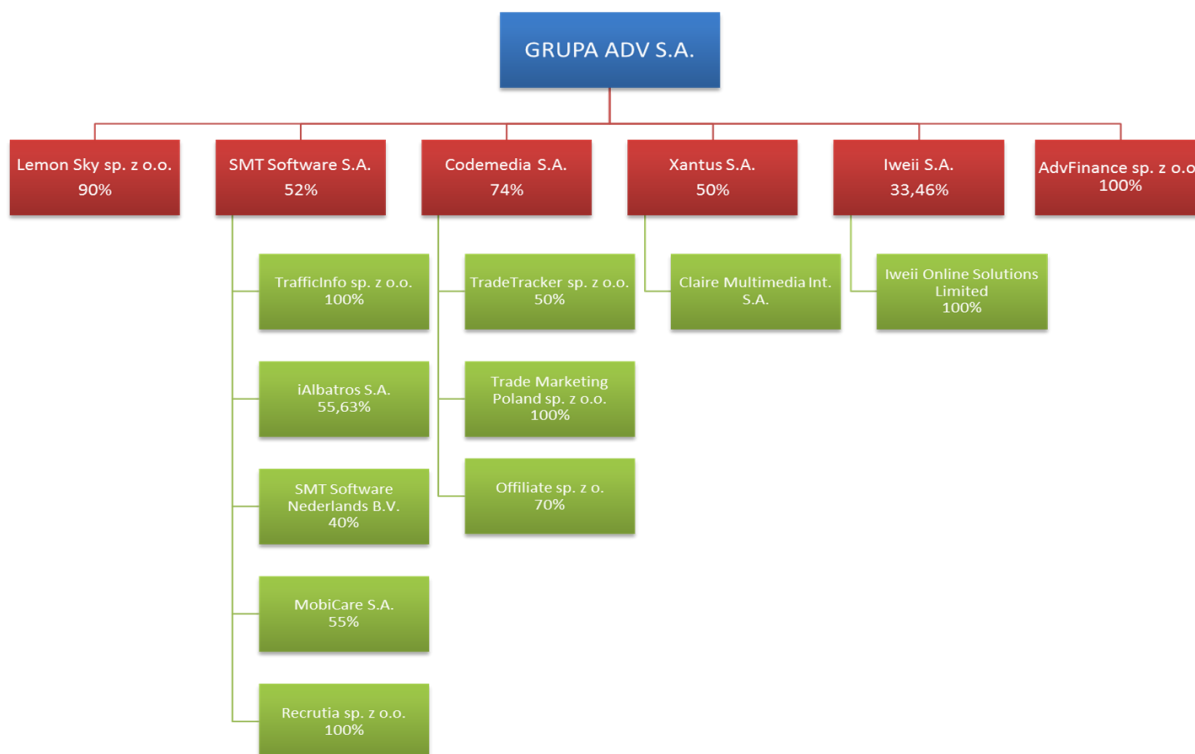 GRUPA ADV S.A.
Lemon Sky sp. z o.o.
90%
SMT Software S.A.
52%
Codemedia S.A.
74%
Xantus S.A.
50%
Iweii S.A.
33,46%
AdvFinance sp. z o.o
100%
TrafficInfo sp. z o.o.
100%
iAlbatros S.A.
55,63%
SMT Software
Nederlands B.V.
40%
MobiCare S.A.
55%
Recrutia sp. z o.o.
100%
TradeTracker sp. z o.o.
50%
Trade Marketing
Poland sp. z o.o.
100%
Offiliate sp. z o.
70%
Claire Multimedia Int.
S.A.
Iweii Online Solutions
Limited
100%